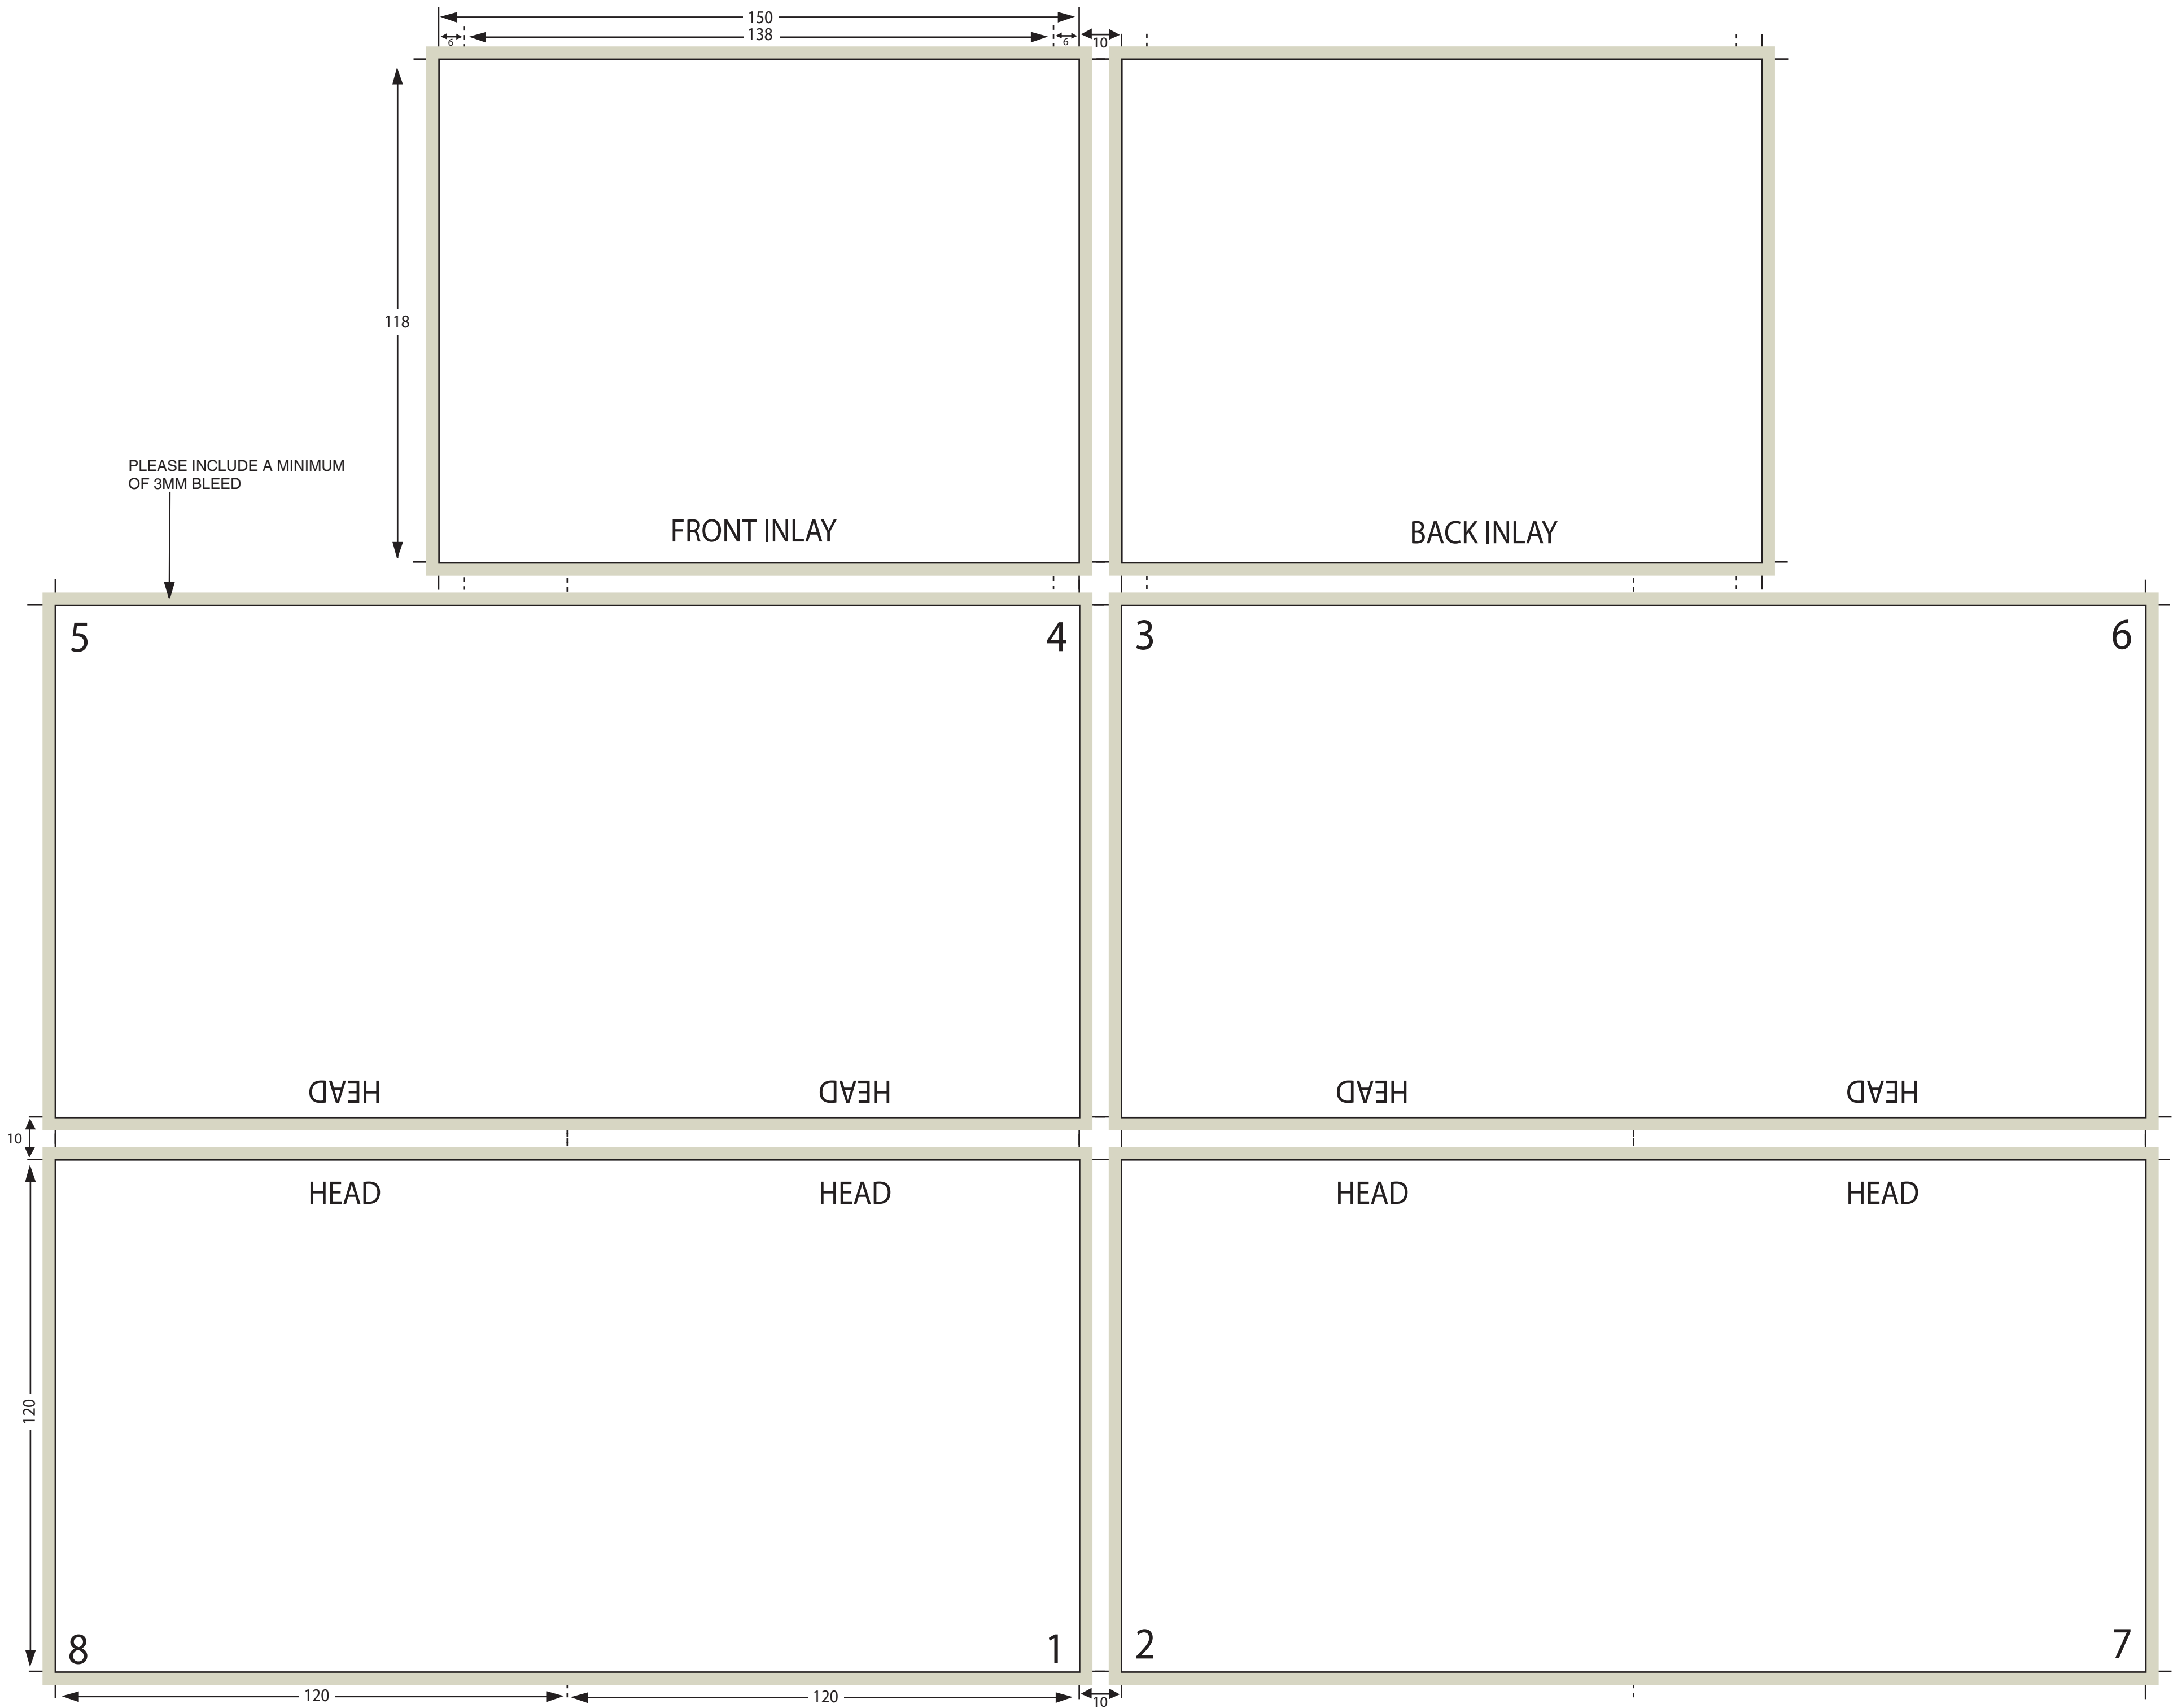 150
6
138
6
10
118
PLEASE INCLUDE A MINIMUM
OF 3MM BLEED
FRONT INLAY
BACK INLAY
5
4
3
6
HEAD
HEAD
HEAD
HEAD
10
HEAD
HEAD
HEAD
HEAD
120
8
1
2
7
120
120
10